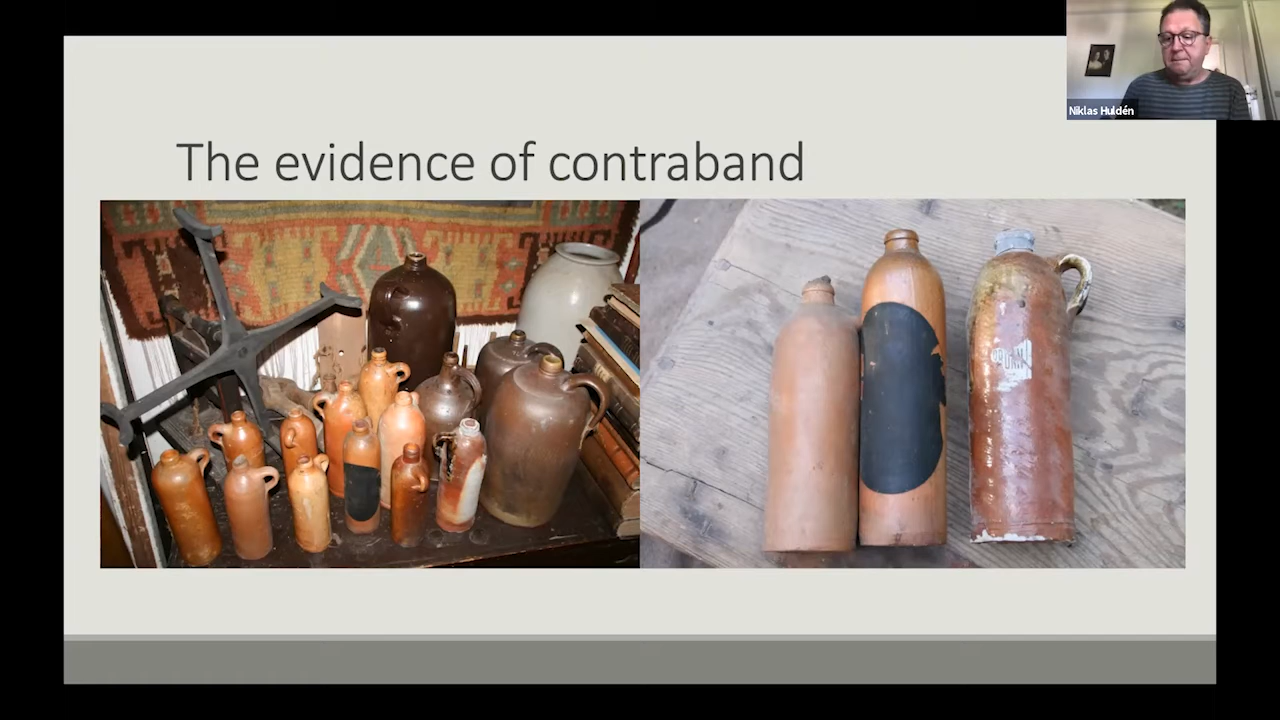 The evidence of contraband
Niklas Huldén